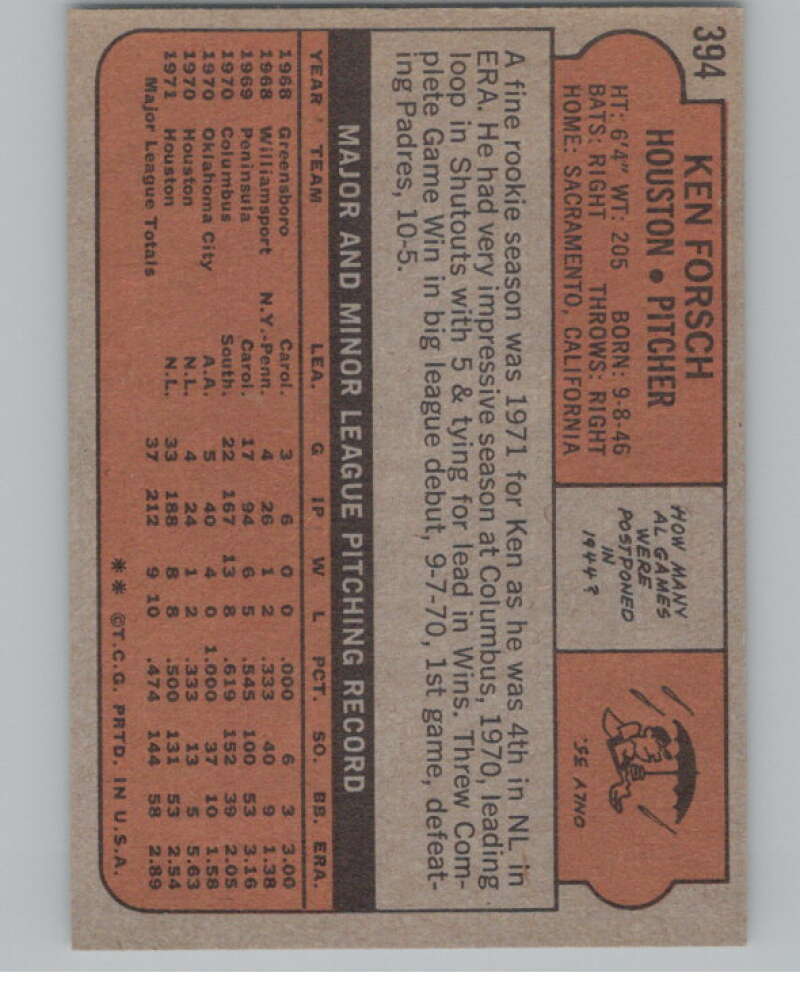 394
KEN FORSCH
HOUSTON • PITCHER
HT: 6'4" WT: 205 BORN: 9-8-46
BATS: RIGHT THROWS: RIGHT
HOME: SACRAMENTO, CALIFORNIA
HOW MANY
AL GAMES
WERE
POSTPONED
IN
1944?
ONLY 35.
A fine rookie season was 1971 for Ken as he was 4th in NL in
ERA. He had very impressive season at Columbus, 1970, leading
loop in Shutouts with 5 & tying for lead in Wins. Threw Com-
plete Game Win in big league debut, 9-7-70, 1st game, defeat-
ing Padres, 10-5.
MAJOR AND MINOR LEAGUE PITCHING RECORD
YEAR TEAM LEA. G IP W L PCT. SO. BB. ERA.
1968 Greensboro Carol. 3 6 0 0 .000 6 3 3.00
1968 Williamsport N.Y.-Penn. 4 26 1 2 .333 40 9 1.38
1969 Peninsula Carol. 17 94 6 5 .545 100 53 3.16
1970 Columbus South. 22 167 13 8 .619 152 39 2.05
1970 Oklahoma City A.A. 5 40 4 0 1.000 37 10 1.58
1970 Houston N.L. 4 24 1 2 .333 13 5 5.63
1971 Houston N.L. 33 188 8 8 .500 131 53 2.54
Major League Totals 37 212 9 10 .474 144 58 2.89
** ©T.C.G. PRTD. IN U.S.A.